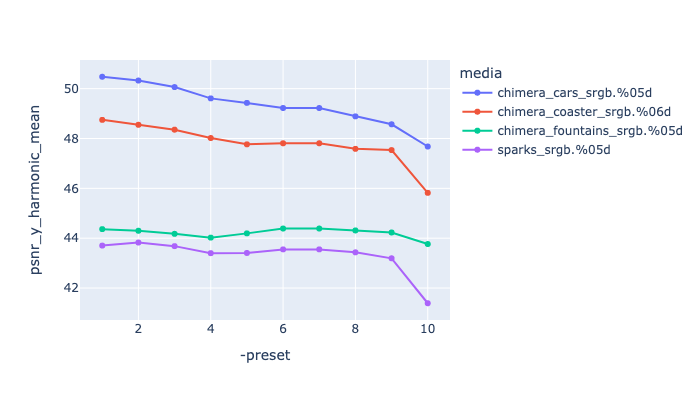 media
chimera_cars_srgb.%05d
chimera_coaster_srgb.%06d
chimera_fountains_srgb.%05d
sparks_srgb.%05d
psnr_y_harmonic_mean
50
48
46
44
42
2 4 6 8 10
-preset